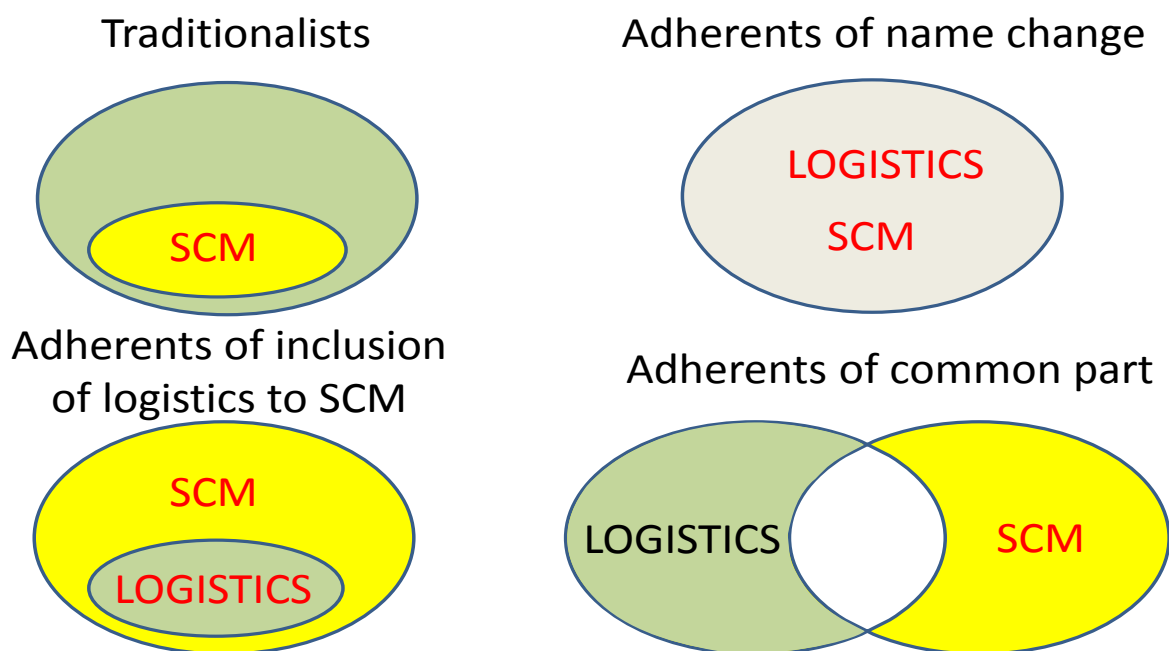 Traditionalists
SCM
Adherents of name change
LOGISTICS
SCM
Adherents of inclusion
of logistics to SCM
SCM
LOGISTICS
Adherents of common part
LOGISTICS
SCM